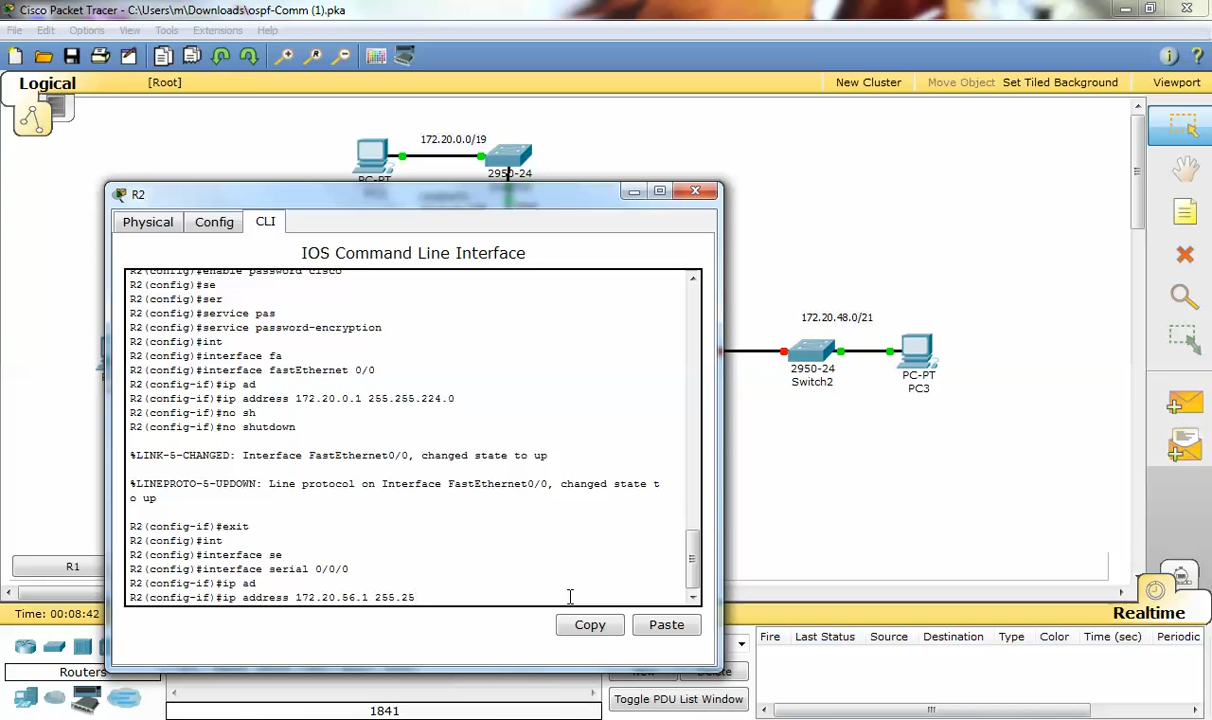 Cisco Packet Tracer - C:\Users\m\Downloads\ospf-Comm (1).pka
File Edit Options View Tools Extensions Help
Logical [Root] New Cluster Move Object Set Tiled Background Viewport
172.20.0.0/19
PC-PT
2950-24
R2
Physical Config CLI
IOS Command Line Interface
R2(config)#enable password cisco
R2(config)#se
R2(config)#ser
R2(config)#service pas
R2(config)#service password-encryption
R2(config)#int
R2(config)#interface fa
R2(config)#interface fastEthernet 0/0
R2(config-if)#ip ad
R2(config-if)#ip address 172.20.0.1 255.255.224.0
R2(config-if)#no sh
R2(config-if)#no shutdown
%LINK-5-CHANGED: Interface FastEthernet0/0, changed state to up
%LINEPROTO-5-UPDOWN: Line protocol on Interface FastEthernet0/0, changed state t
o up
R2(config-if)#exit
R2(config)#int
R2(config)#interface se
R2(config)#interface serial 0/0/0
R2(config-if)#ip ad
R2(config-if)#ip address 172.20.56.1 255.25
Copy Paste
172.20.48.0/21
2950-24
Switch2
PC-PT
PC3
R1
Time: 00:08:42
Realtime
Routers
1841
Toggle PDU List Window
Fire Last Status Source Destination Type Color Time (sec) Periodic